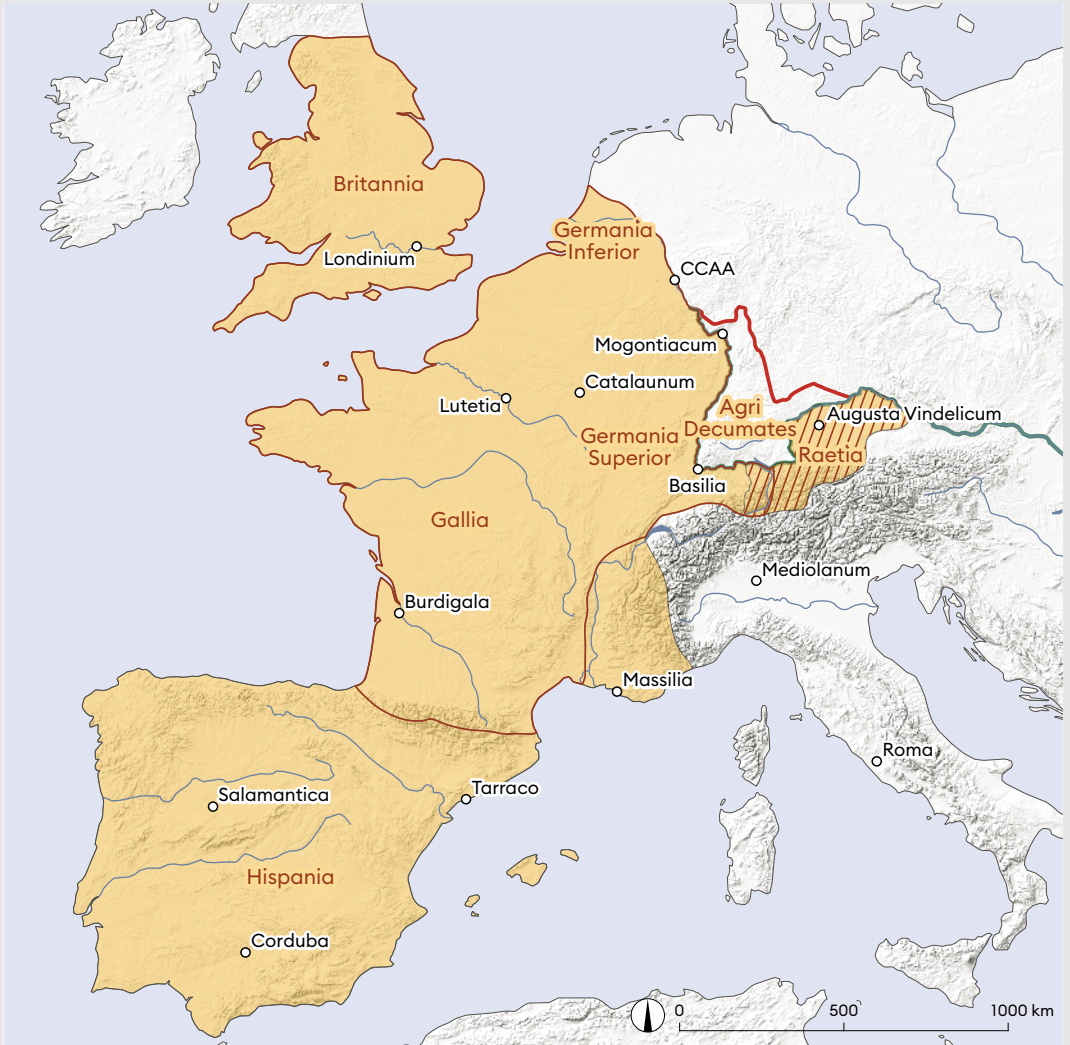 Britannia
Londinium
Germania
Inferior
CCAA
Mogontiacum
Catalaunum
Lutetia
Agri
Decumates
Augusta Vindelicum
Germania
Superior
Raetia
Basilia
Gallia
Mediolanum
Burdigala
Massilia
Roma
Tarraco
Salamantica
Hispania
Corduba
0 500 1000 km